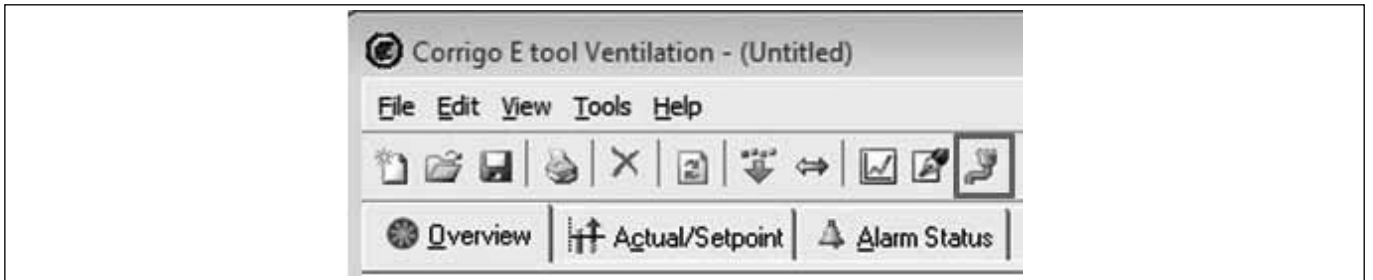 Corrigo E tool Ventilation - (Untitled)
File Edit View Tools Help
Overview Actual/Setpoint Alarm Status